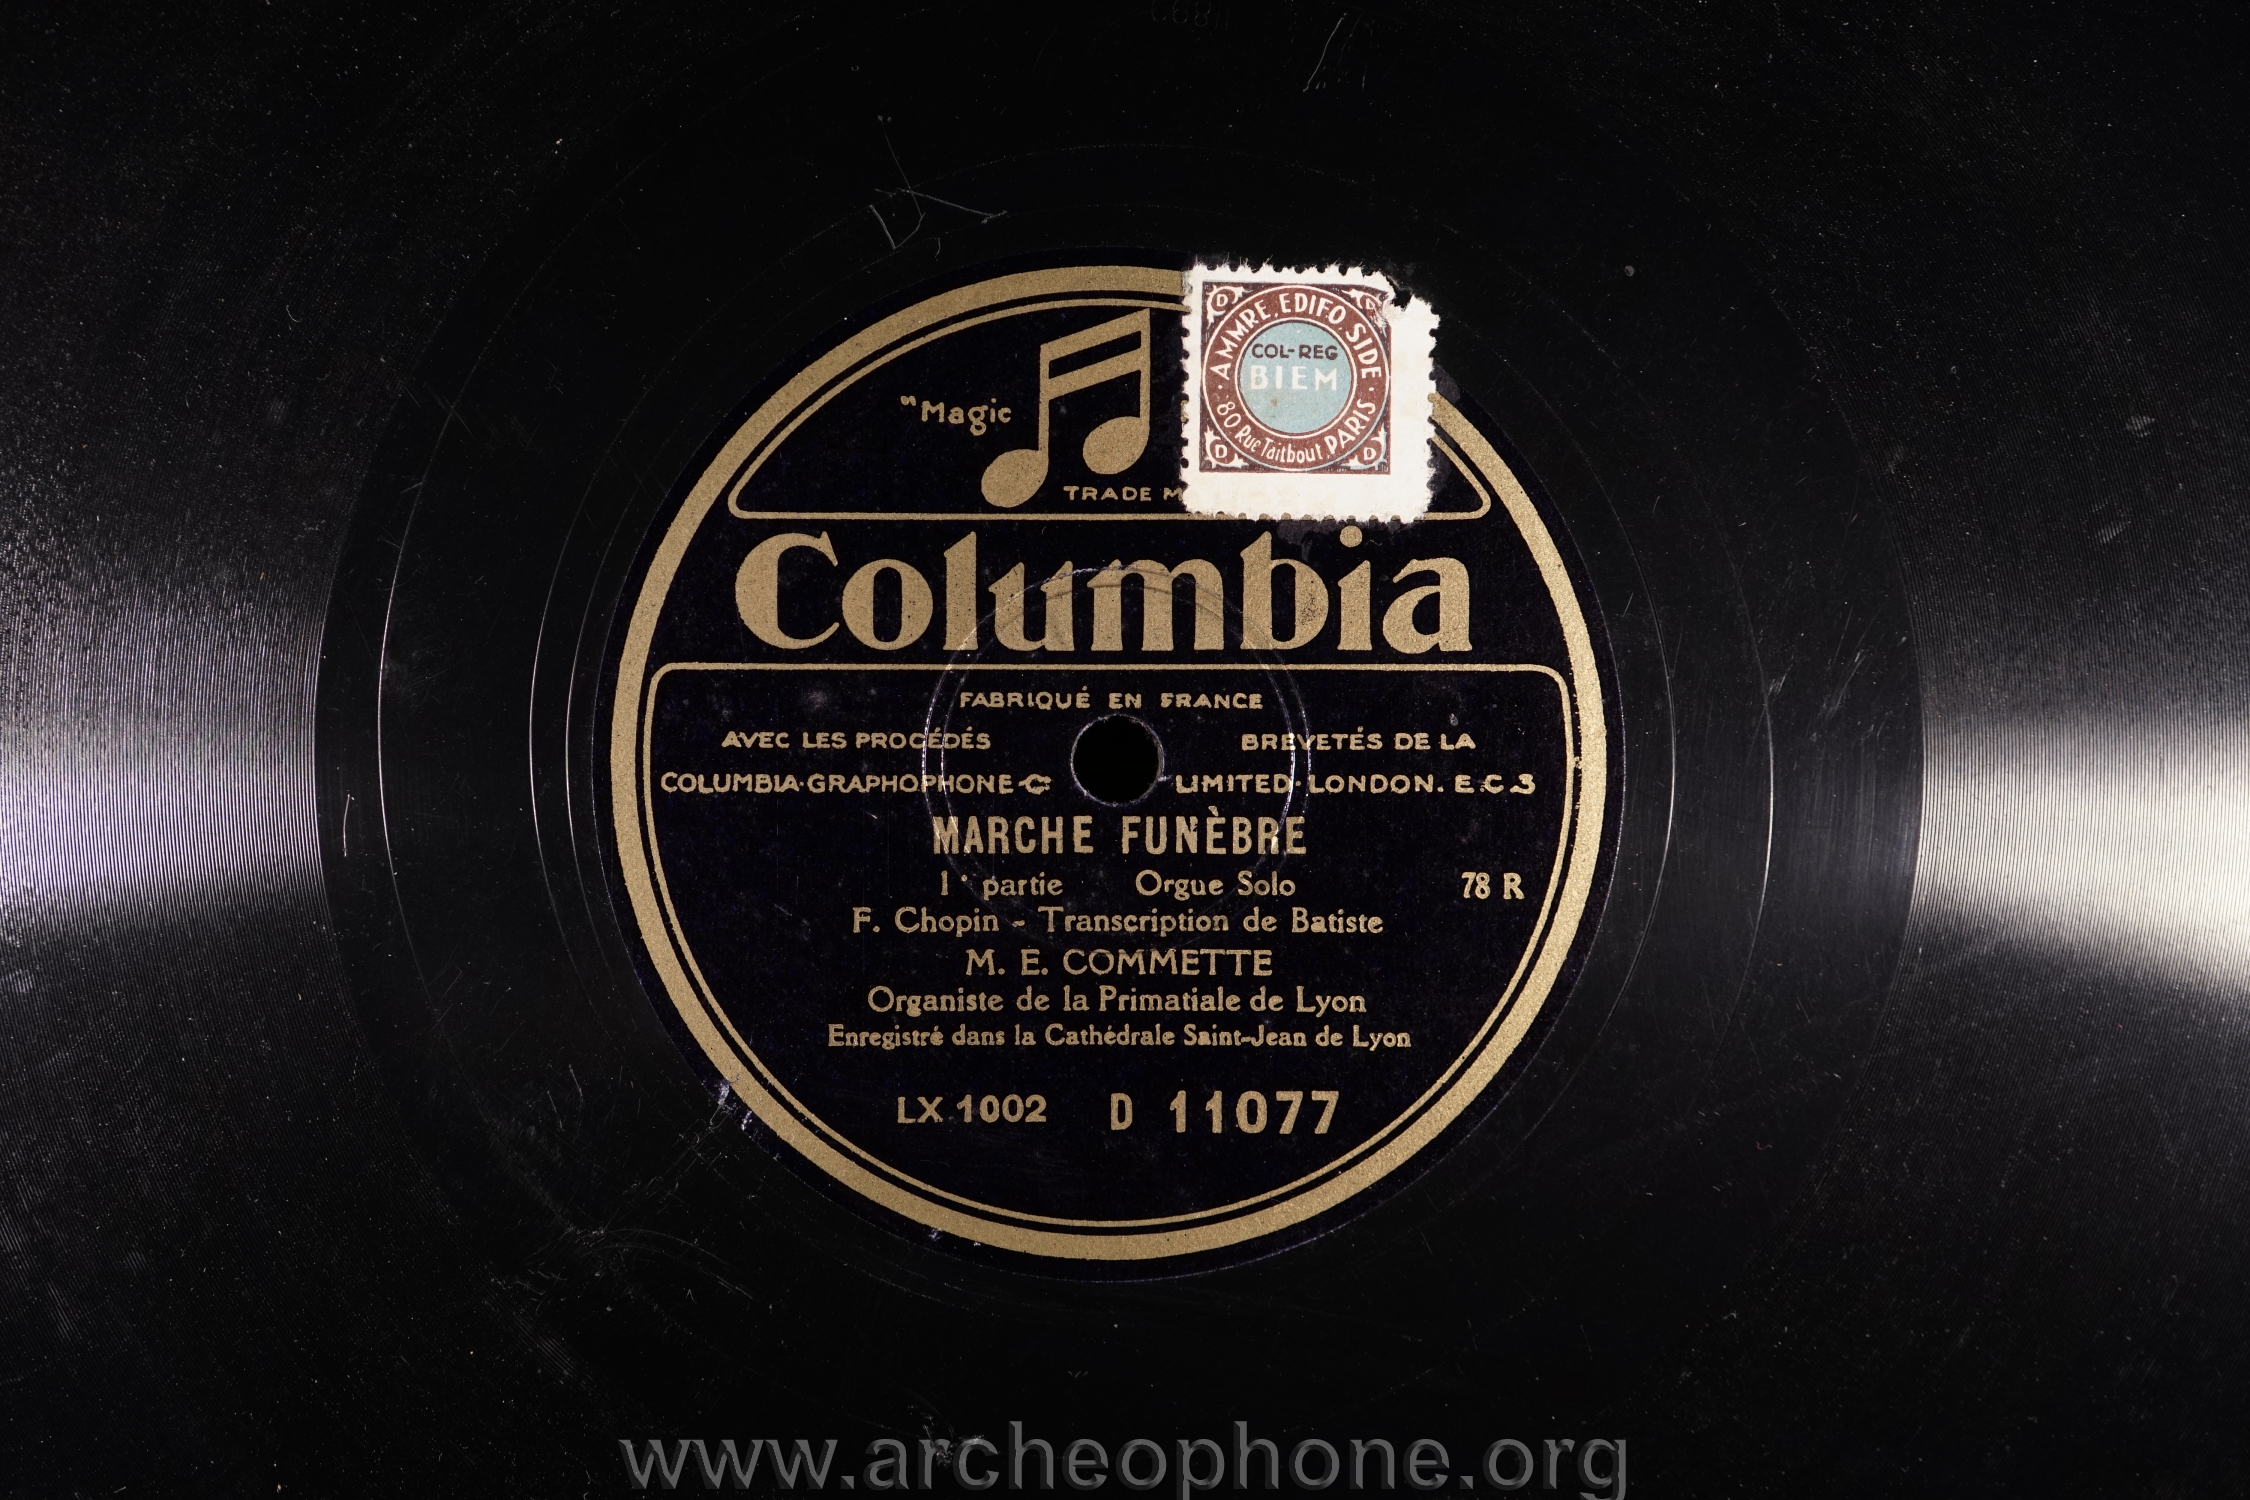 "Magic
TRADE M
AMMRE. EDIFO. SIDE.
COL-REG
BIEM
80 Rue Taitbout. PARIS
D
D
D
Columbia
FABRIQUÉ EN FRANCE
AVEC LES PROCÉDÉS BREVETÉS DE LA
COLUMBIA·GRAPHOPHONE Cº LIMITED·LONDON. E.C.3
MARCHE FUNÈBRE
1º partie Orgue Solo 78 R
F. Chopin - Transcription de Batiste
M. E. COMMETTE
Organiste de la Primatiale de Lyon
Enregistré dans la Cathédrale Saint-Jean de Lyon
LX 1002 D 11077
www.archeophone.org